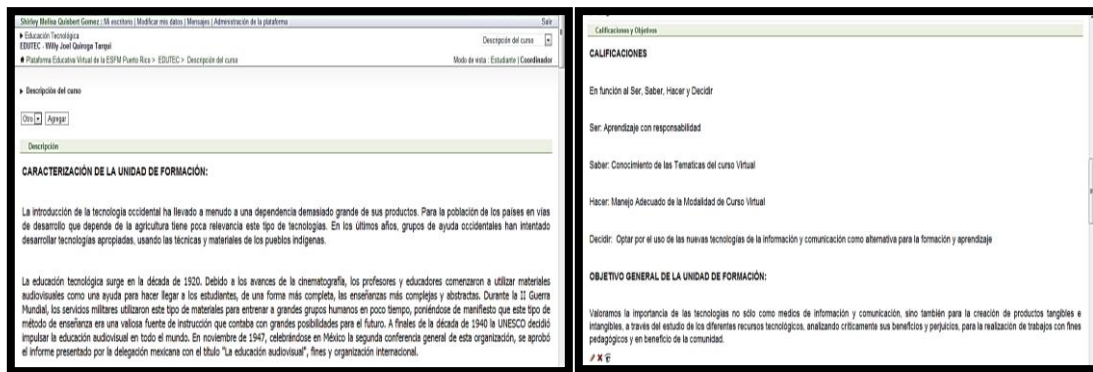 Shirley Melisa Quisbert Gomez : Mi escritorio | Modificar mis datos | Mensajes | Administración de la plataforma Salir
Educación Tecnológica
EDUTEC - Willy Joel Quiroga Tarqui
Descripción del curso
Plataforma Educativa Virtual de la ESFM Puerto Rico > EDUTEC > Descripción del curso Modo de vista : Estudiante | Coordinador
Descripción del curso
Otro Agregar
Descripción
CARACTERIZACIÓN DE LA UNIDAD DE FORMACIÓN:
La introducción de la tecnología occidental ha llevado a menudo a una dependencia demasiado grande de sus productos. Para la población de los países en vías
de desarrollo que depende de la agricultura tiene poca relevancia este tipo de tecnologías. En los últimos años, grupos de ayuda occidentales han intentado
desarrollar tecnologías apropiadas, usando las técnicas y materiales de los pueblos indígenas.
La educación tecnológica surge en la década de 1920. Debido a los avances de la cinematografía, los profesores y educadores comenzaron a utilizar materiales
audiovisuales como una ayuda para hacer llegar a los estudiantes, de una forma más completa, las enseñanzas más complejas y abstractas. Durante la II Guerra
Mundial, los servicios militares utilizaron este tipo de materiales para entrenar a grandes grupos humanos en poco tiempo, poniéndose de manifiesto que este tipo de
método de enseñanza era una valiosa fuente de instrucción que contaba con grandes posibilidades para el futuro. A finales de la década de 1940 la UNESCO decidió
impulsar la educación audiovisual en todo el mundo. En noviembre de 1947, celebrándose en México la segunda conferencia general de esta organización, se aprobó
el informe presentado por la delegación mexicana con el título "La educación audiovisual", fines y organización internacional.
Calificaciones y Objetivos
CALIFICACIONES
En función al Ser, Saber, Hacer y Decidir
Ser: Aprendizaje con responsabilidad
Saber: Conocimiento de las Tematicas del curso Virtual
Hacer: Manejo Adecuado de la Modalidad de Curso Virtual
Decidir: Optar por el uso de las nuevas tecnologías de la información y comunicación como alternativa para la formación y aprendizaje
OBJETIVO GENERAL DE LA UNIDAD DE FORMACIÓN:
Valoramos la importancia de las tecnologías no sólo como medios de información y comunicación, sino también para la creación de productos tangibles e
intangibles, a través del estudio de los diferentes recursos tecnológicos, analizando críticamente sus beneficios y perjuicios, para la realización de trabajos con fines
pedagógicos y en beneficio de la comunidad.